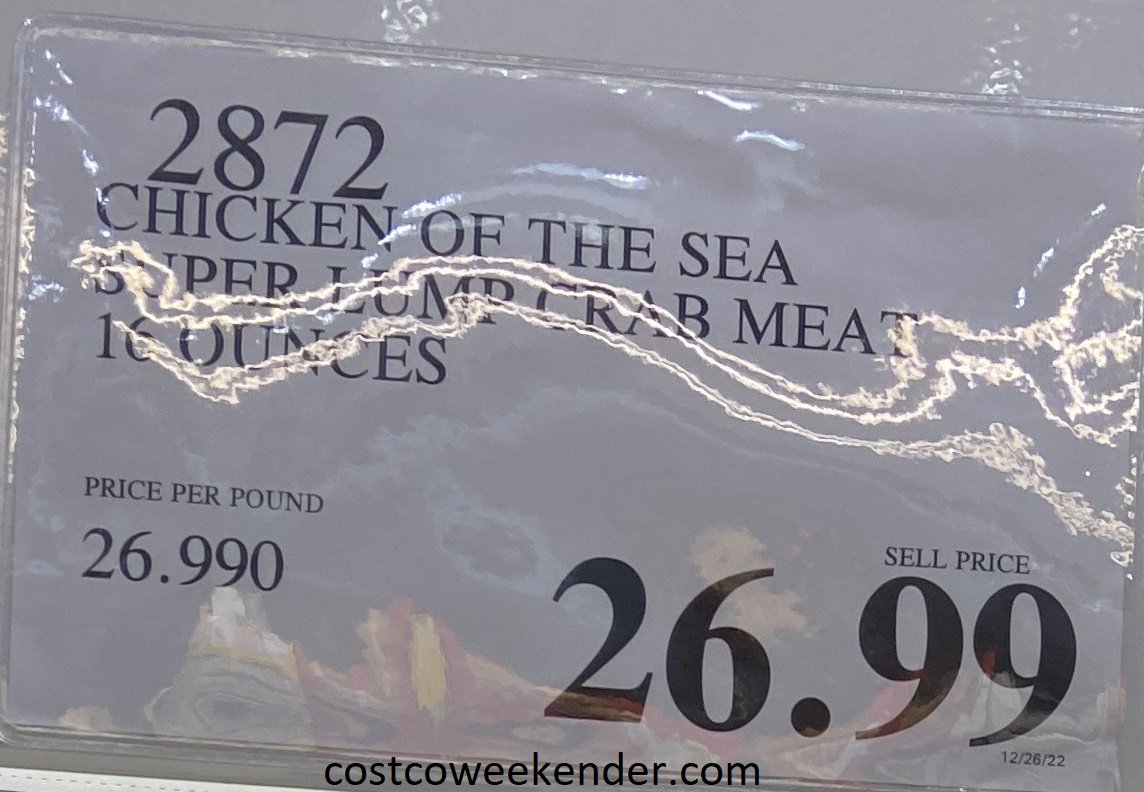 2872
CHICKEN OF THE SEA
SUPER LUMP CRAB MEAT
16 OUNCES
PRICE PER POUND
26.990
SELL PRICE
26.99
12/26/22
costcoweekender.com